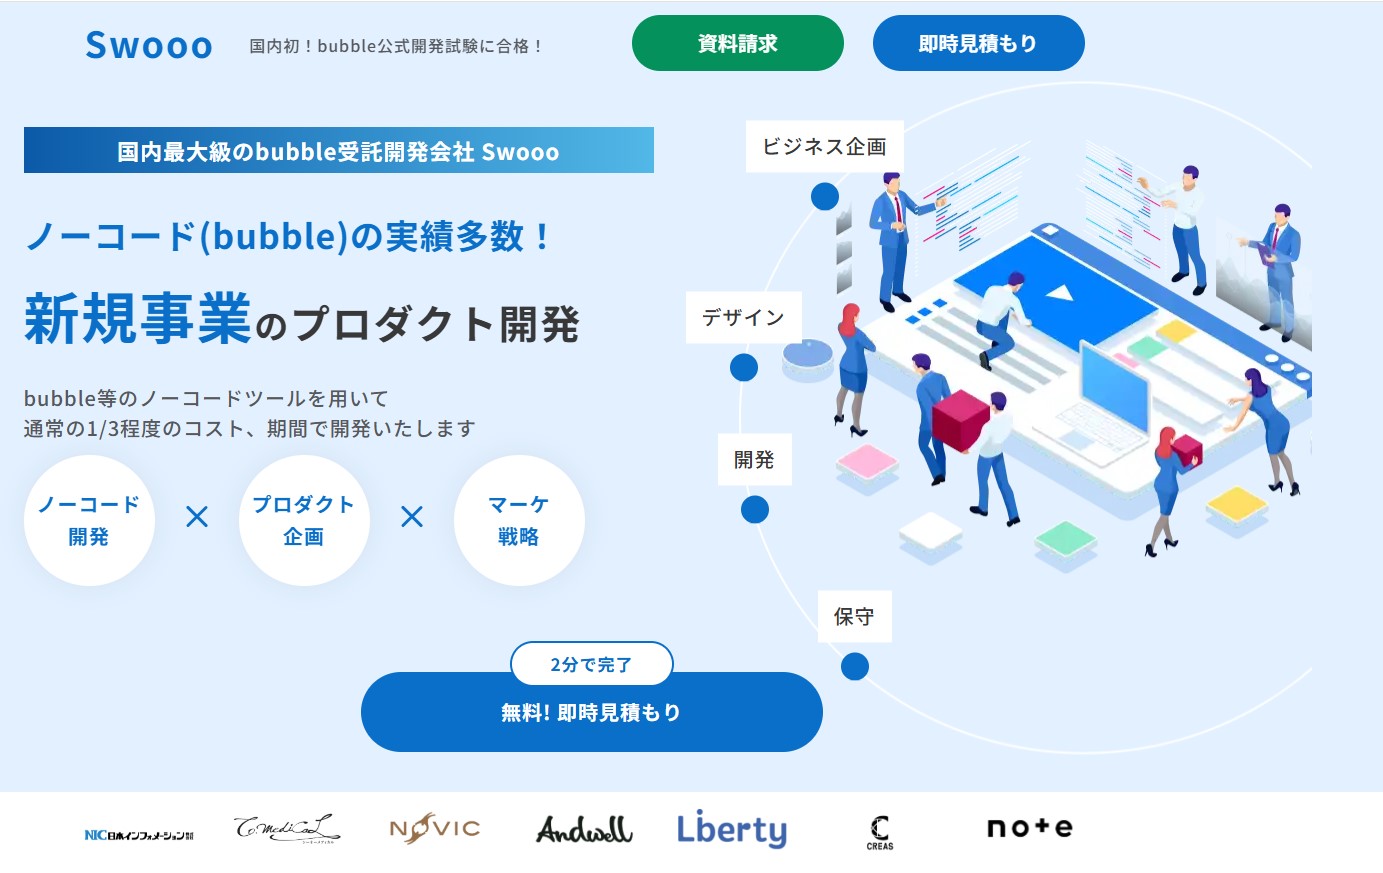 Swooo
国内初！bubble公式開発試験に合格！
資料請求
即時見積もり
国内最大級のbubble受託開発会社 Swooo
ノーコード(bubble)の実績多数！
新規事業のプロダクト開発
bubble等のノーコードツールを用いて
通常の1/3程度のコスト、期間で開発いたします
ノーコード
開発
×
プロダクト
企画
×
マーケ
戦略
ビジネス企画
デザイン
開発
保守
2分で完了
無料! 即時見積もり
NIC日本インフォメーション
T.Medical
NOVIC
Andwell
Liberty
CREAS
note